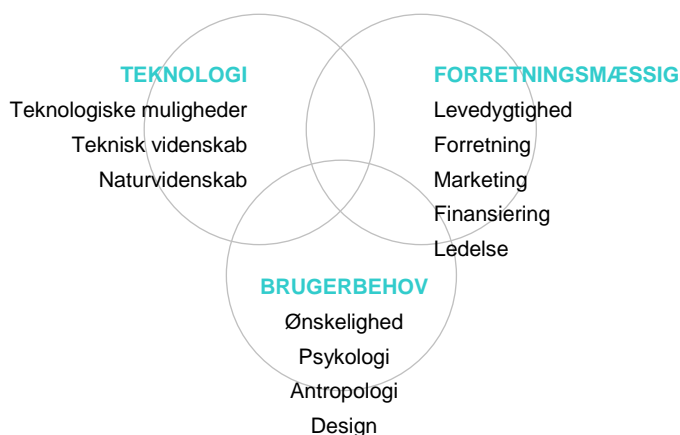 TEKNOLOGI
Teknologiske muligheder
Teknisk videnskab
Naturvidenskab
FORRETNINGSMÆSSIG
Levedygtighed
Forretning
Marketing
Finansiering
Ledelse
BRUGERBEHOV
Ønskelighed
Psykologi
Antropologi
Design